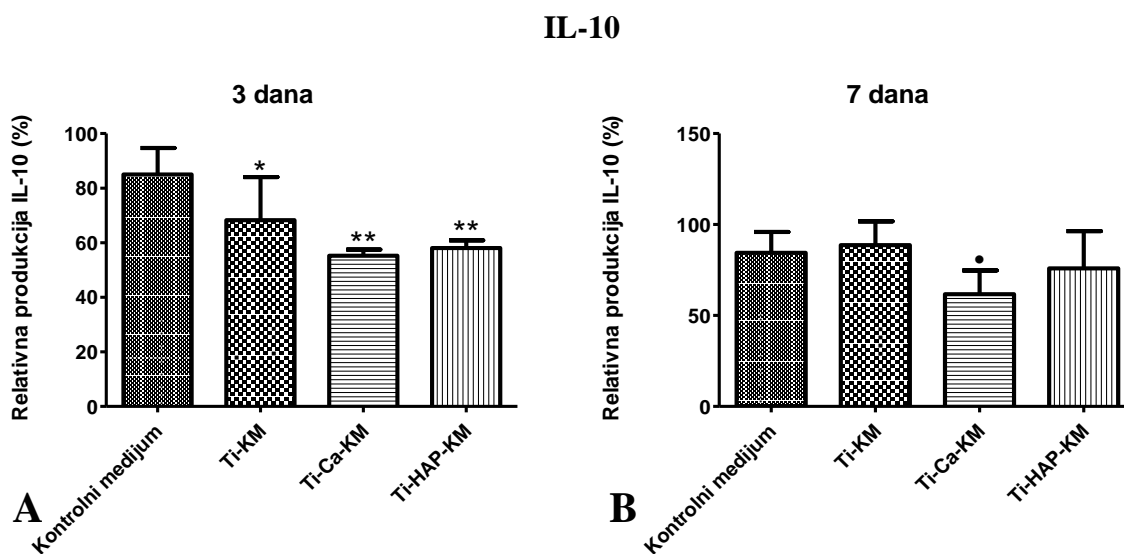 IL-10
3 dana
Relativna produkcija IL-10 (%)
100
80
60
40
20
0
*
**
**
Kontrolni medijum
Ti-KM
Ti-Ca-KM
Ti-HAP-KM
A
7 dana
Relativna produkcija IL-10 (%)
150
100
50
0
•
Kontrolni medijum
Ti-KM
Ti-Ca-KM
Ti-HAP-KM
B